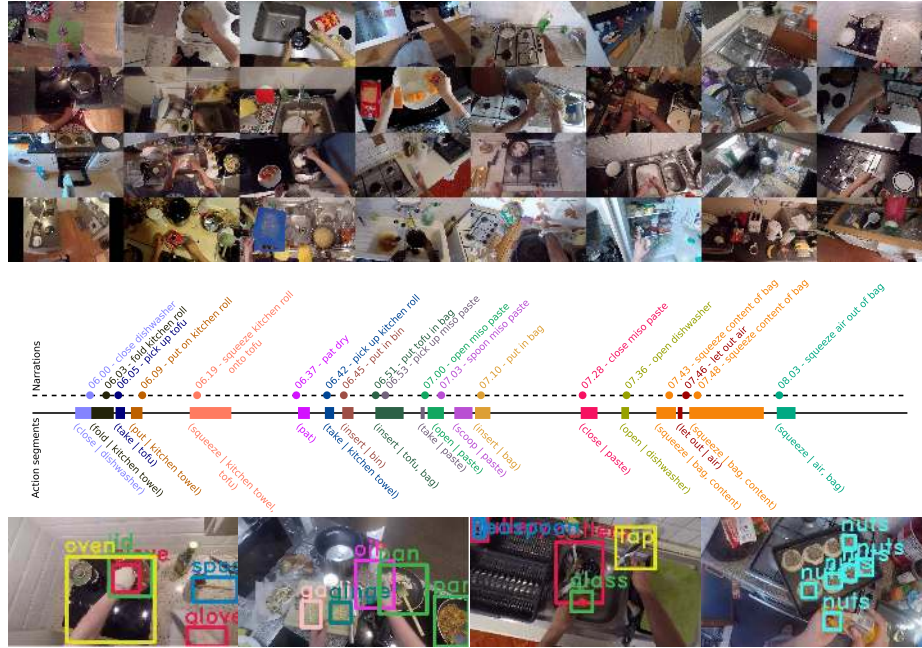 Narrations
06.00 - close dishwasher
06.03 - fold kitchen roll
06.05 - pick up tofu
06.09 - put on kitchen roll
06.19 - squeeze kitchen roll
onto tofu
06.37 - pat dry
06.42 - pick up kitchen roll
06.45 - put in bin
06.51 - put tofu in bag
06.53 - pick up miso paste
07.00 - open miso paste
07.03 - spoon miso paste
07.10 - put in bag
07.28 - close miso paste
07.36 - open dishwasher
07.43 - squeeze content of bag
07.46 - let out air
07.48 - squeeze content of bag
08.03 - squeeze air out of bag
Action segments
(close | dishwasher)
(fold | kitchen towel)
(take | tofu)
(put | kitchen towel)
(squeeze | kitchen towel,
tofu)
(pat)
(take | kitchen towel)
(insert | bin)
(insert | tofu, bag)
(take | paste)
(open | paste)
(scoop | paste)
(insert | bag)
(close | paste)
(open | dishwasher)
(squeeze | bag, content)
(let out | air)
(squeeze | bag, content)
(squeeze | air, bag)
oven
lid
glove
oil
pan
pan
tap
glass
nuts
nuts
nuts
nuts